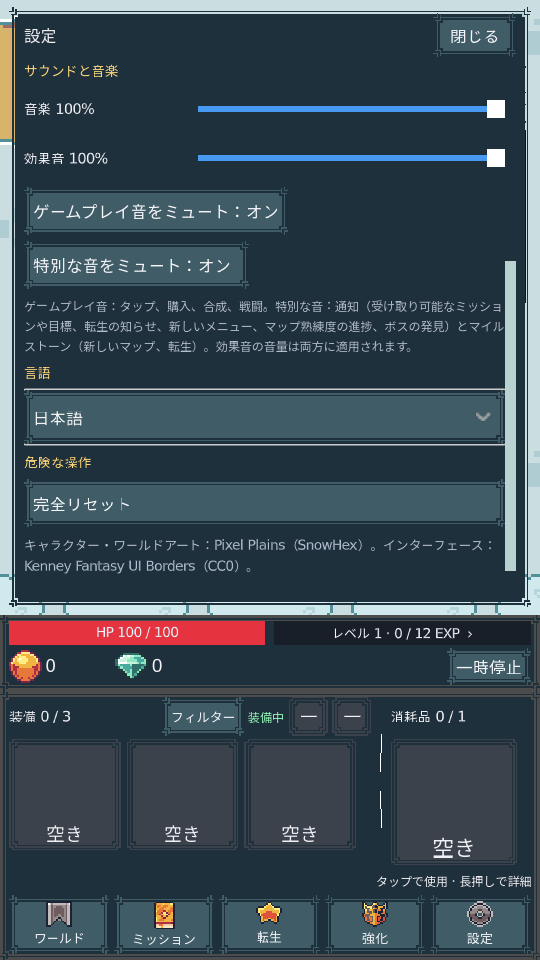 設定
閉じる
サウンドと音楽
音楽 100%
効果音 100%
ゲームプレイ音をミュート：オン
特別な音をミュート：オン
ゲームプレイ音：タップ、購入、合成、戦闘。特別な音：通知（受け取り可能なミッショ
ンや目標、転生の知らせ、新しいメニュー、マップ熟練度の進捗、ボスの発見）とマイル
ストーン（新しいマップ、転生）。効果音の音量は両方に適用されます。
言語
日本語
危険な操作
完全リセット
キャラクター・ワールドアート：Pixel Plains（SnowHex）。インターフェース：
Kenney Fantasy UI Borders（CC0）。
HP 100 / 100
レベル 1 · 0 / 12 EXP ›
0
0
一時停止
装備 0 / 3
フィルター
装備中
—
—
消耗品 0 / 1
空き
空き
空き
空き
タップで使用 · 長押しで詳細
ワールド
ミッション
転生
強化
設定